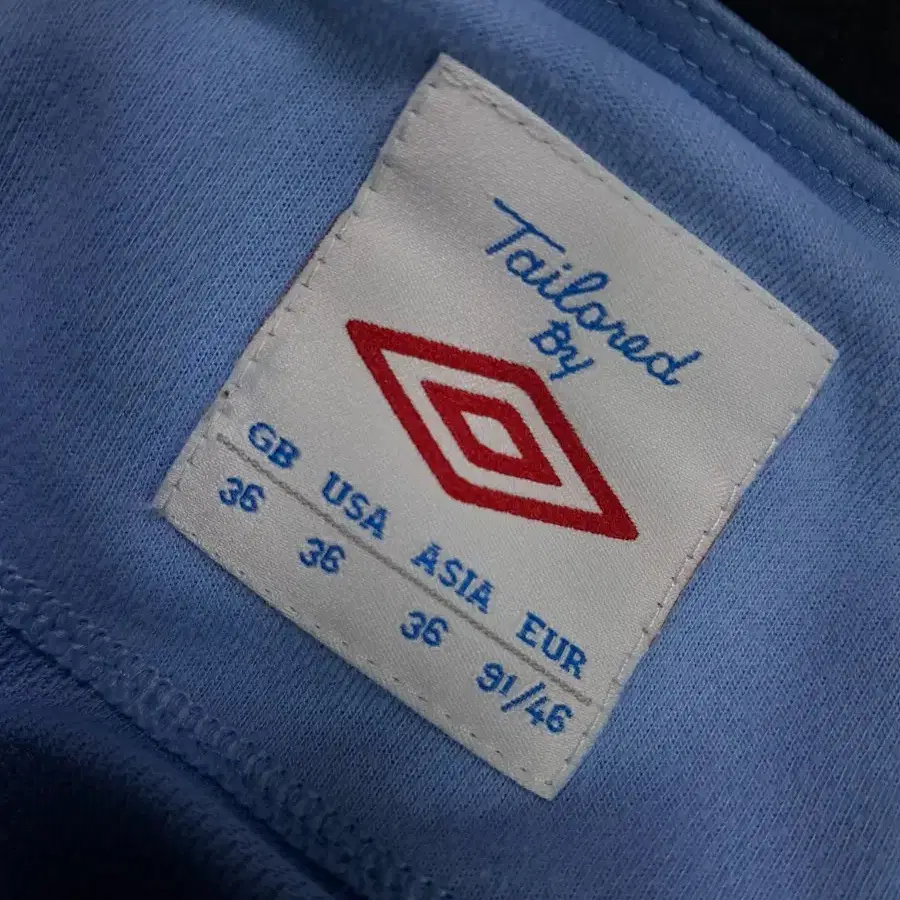 Tailored
By
GB USA ASIA EUR
36 36 36 91/46